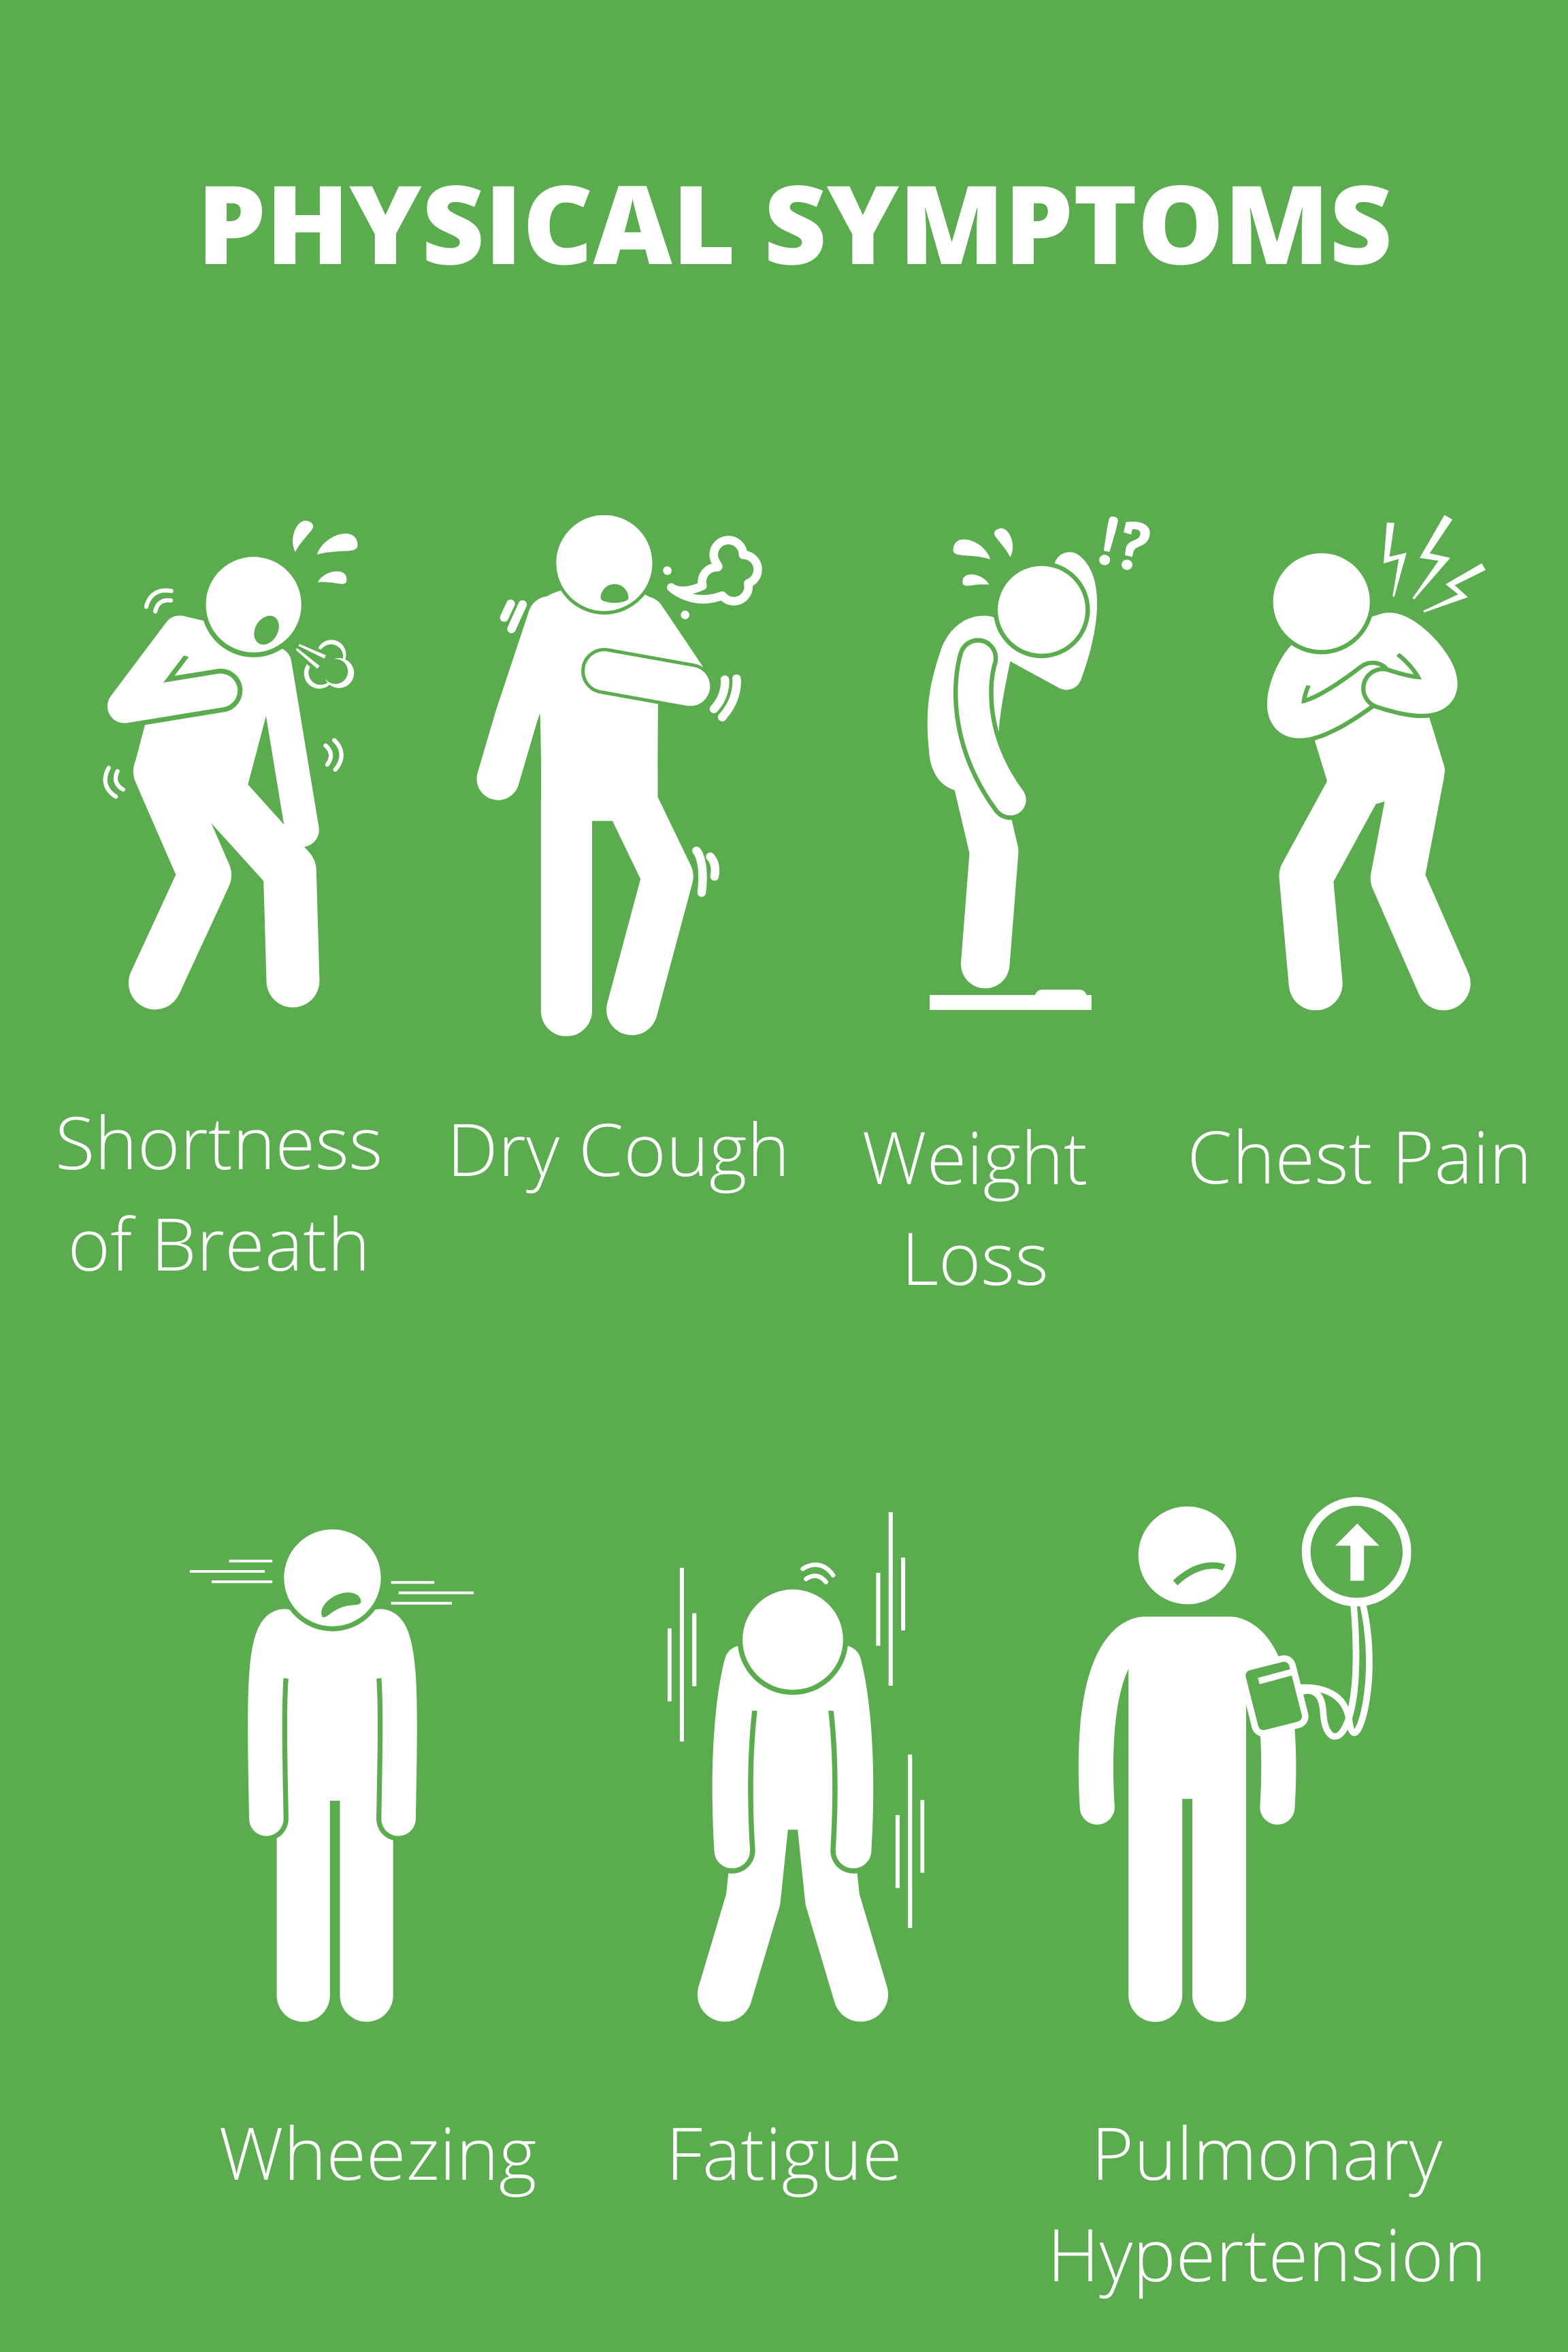 PHYSICAL SYMPTOMS
!?
Shortness
of Breath
Dry Cough
Weight
Loss
Chest Pain
Wheezing
Fatigue
Pulmonary
Hypertension